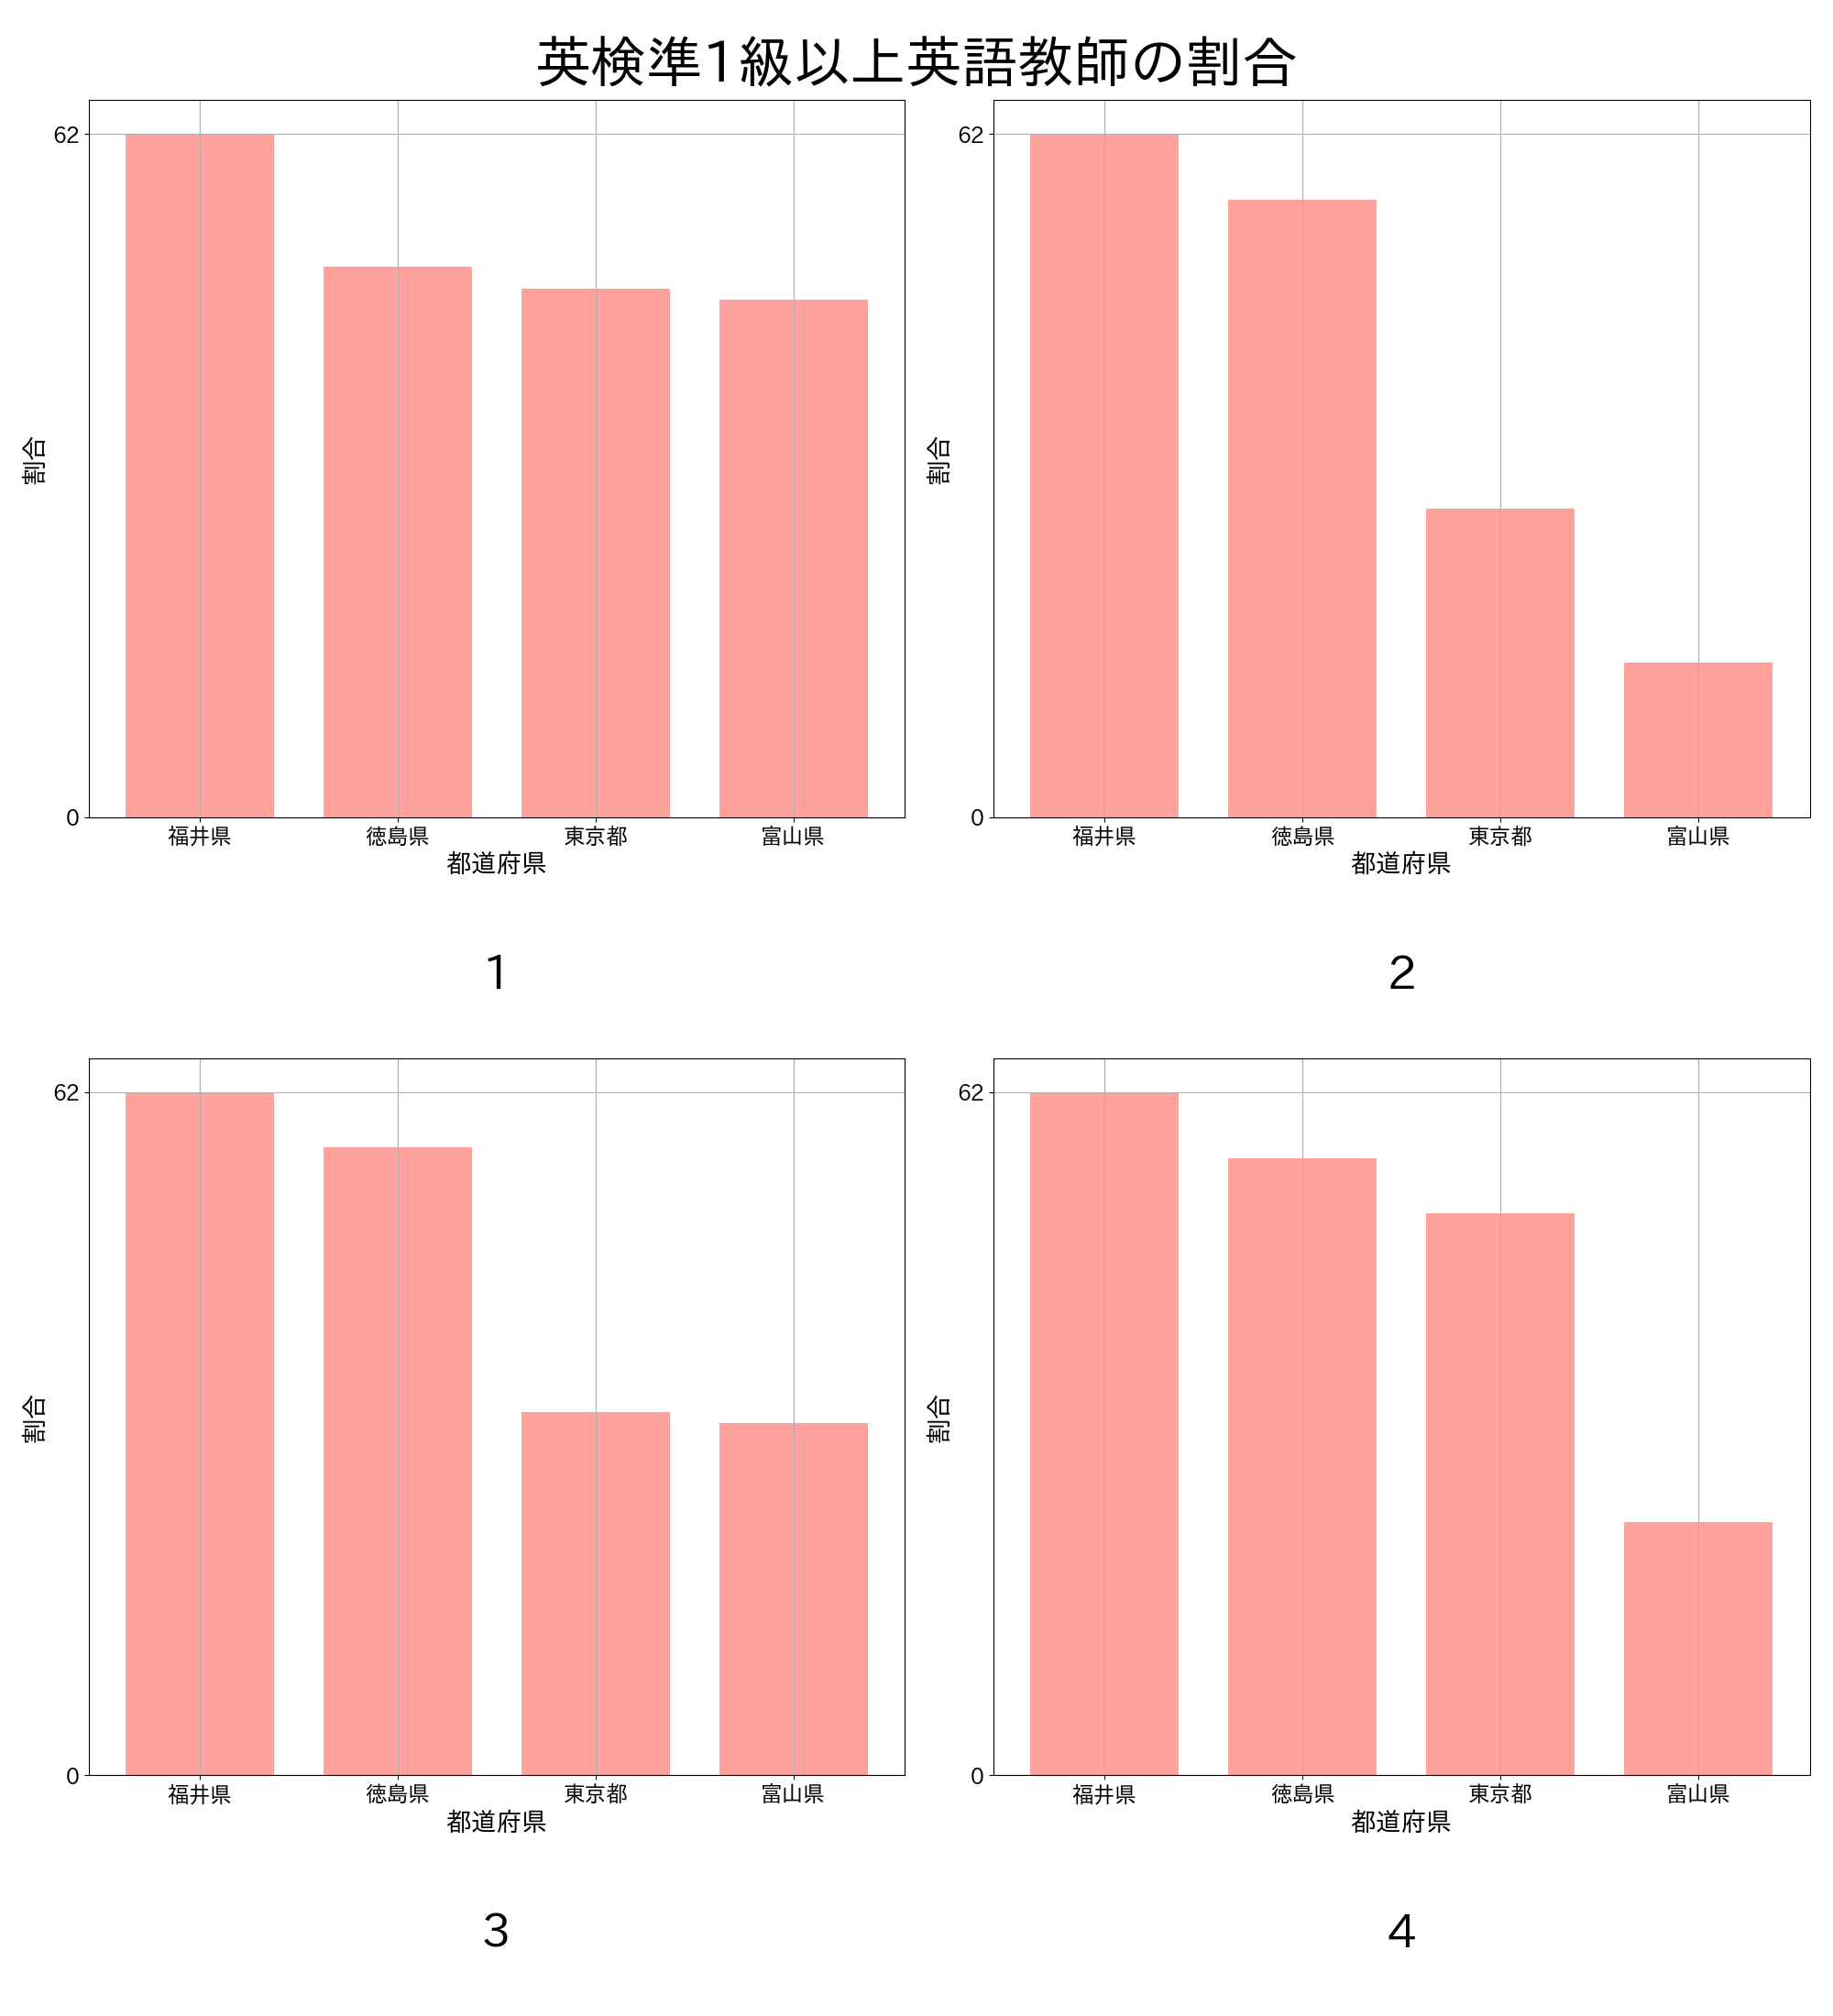 英検準1級以上英語教師の割合
62
0
割合
福井県 徳島県 東京都 富山県
都道府県
1
62
0
割合
福井県 徳島県 東京都 富山県
都道府県
2
62
0
割合
福井県 徳島県 東京都 富山県
都道府県
3
62
0
割合
福井県 徳島県 東京都 富山県
都道府県
4